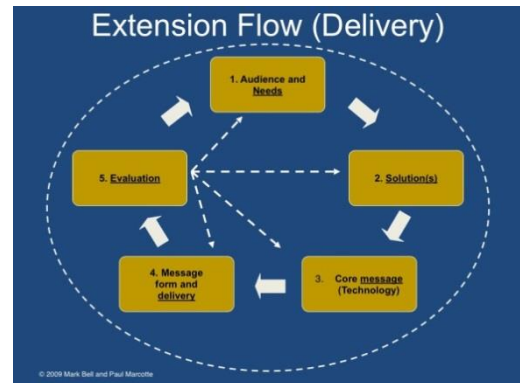 Extension Flow (Delivery)
1. Audience and
Needs
2. Solution(s)
3. Core message
(Technology)
4. Message
form and
delivery
5. Evaluation
© 2009 Mark Bell and Paul Marcotte